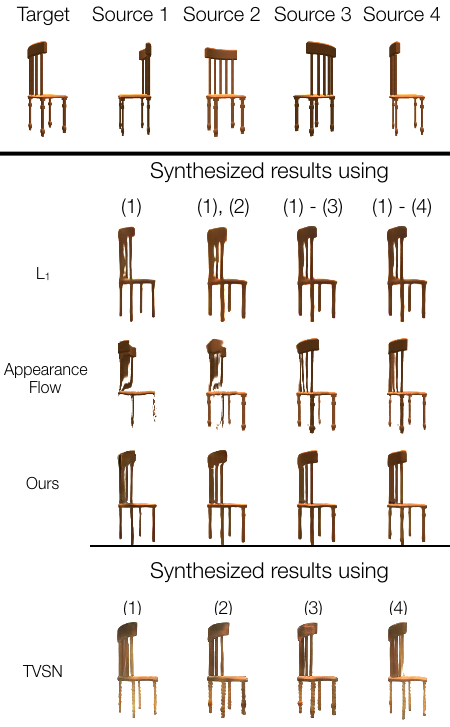 Target Source 1 Source 2 Source 3 Source 4
Synthesized results using
(1) (1), (2) (1) - (3) (1) - (4)
L₁
Appearance
Flow
Ours
Synthesized results using
(1) (2) (3) (4)
TVSN